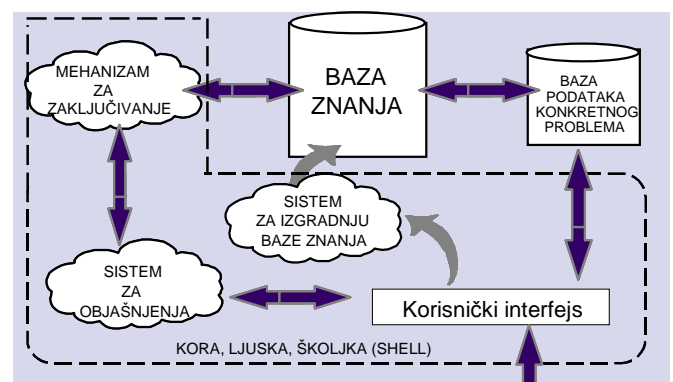 MEHANIZAM
ZA
ZAKLJUČIVANJE
BAZA
ZNANJA
BAZA
PODATAKA
KONKRETNOG
PROBLEMA
SISTEM
ZA IZGRADNJU
BAZE ZNANJA
SISTEM
ZA
OBJAŠNJENJA
Korisnički interfejs
KORA, LJUSKA, ŠKOLJKA (SHELL)